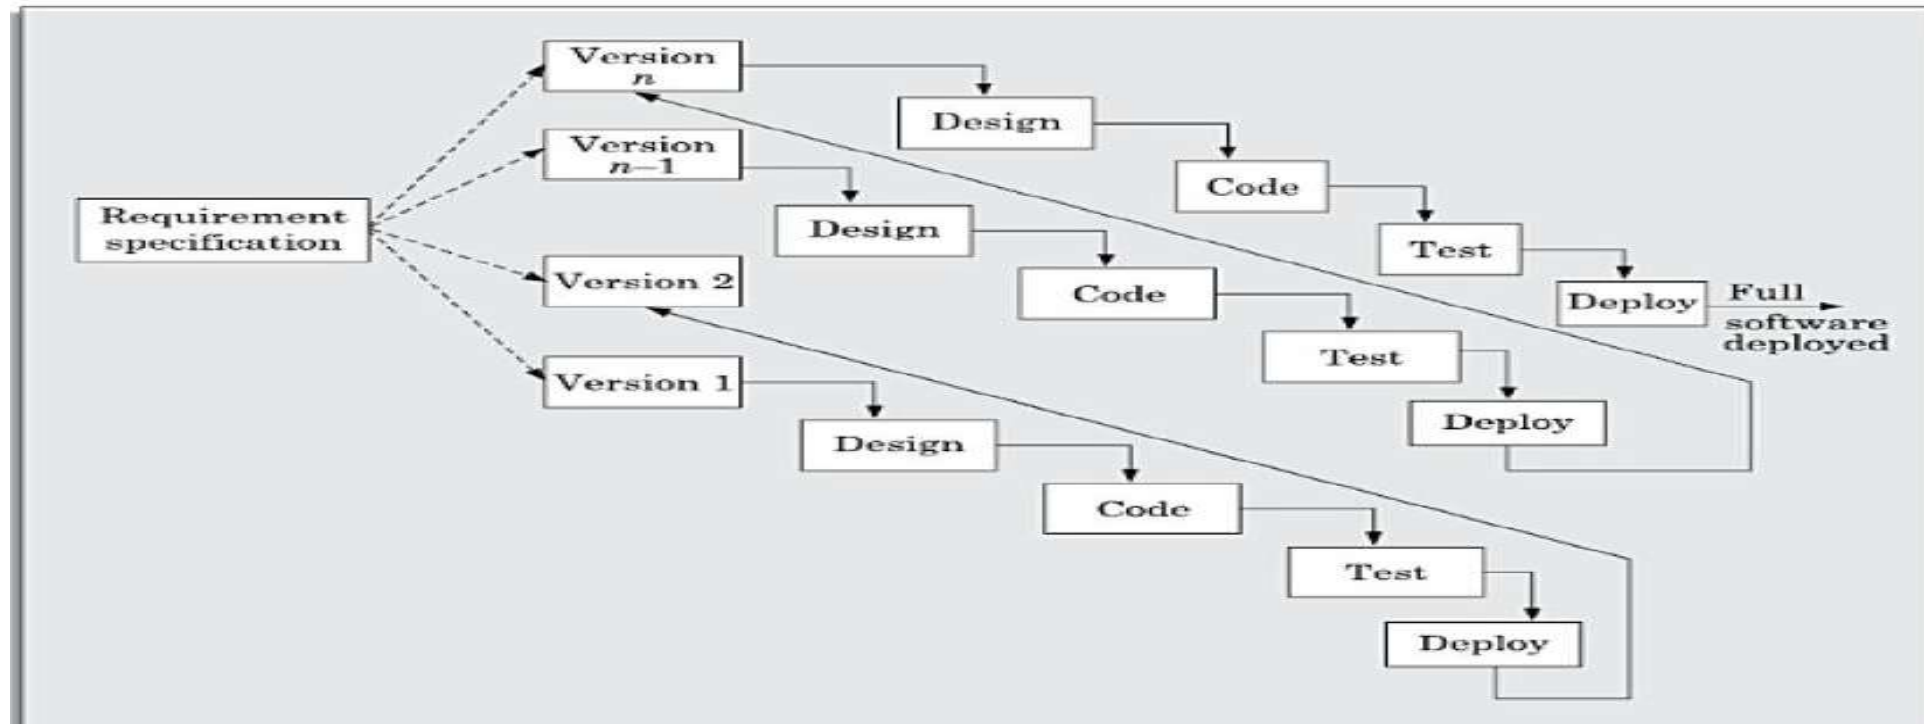 Version
n
Design
Code
Test
Deploy
Full
software
deployed
Version
n–1
Design
Code
Test
Deploy
Requirement
specification
Version 2
Version 1
Design
Code
Test
Deploy